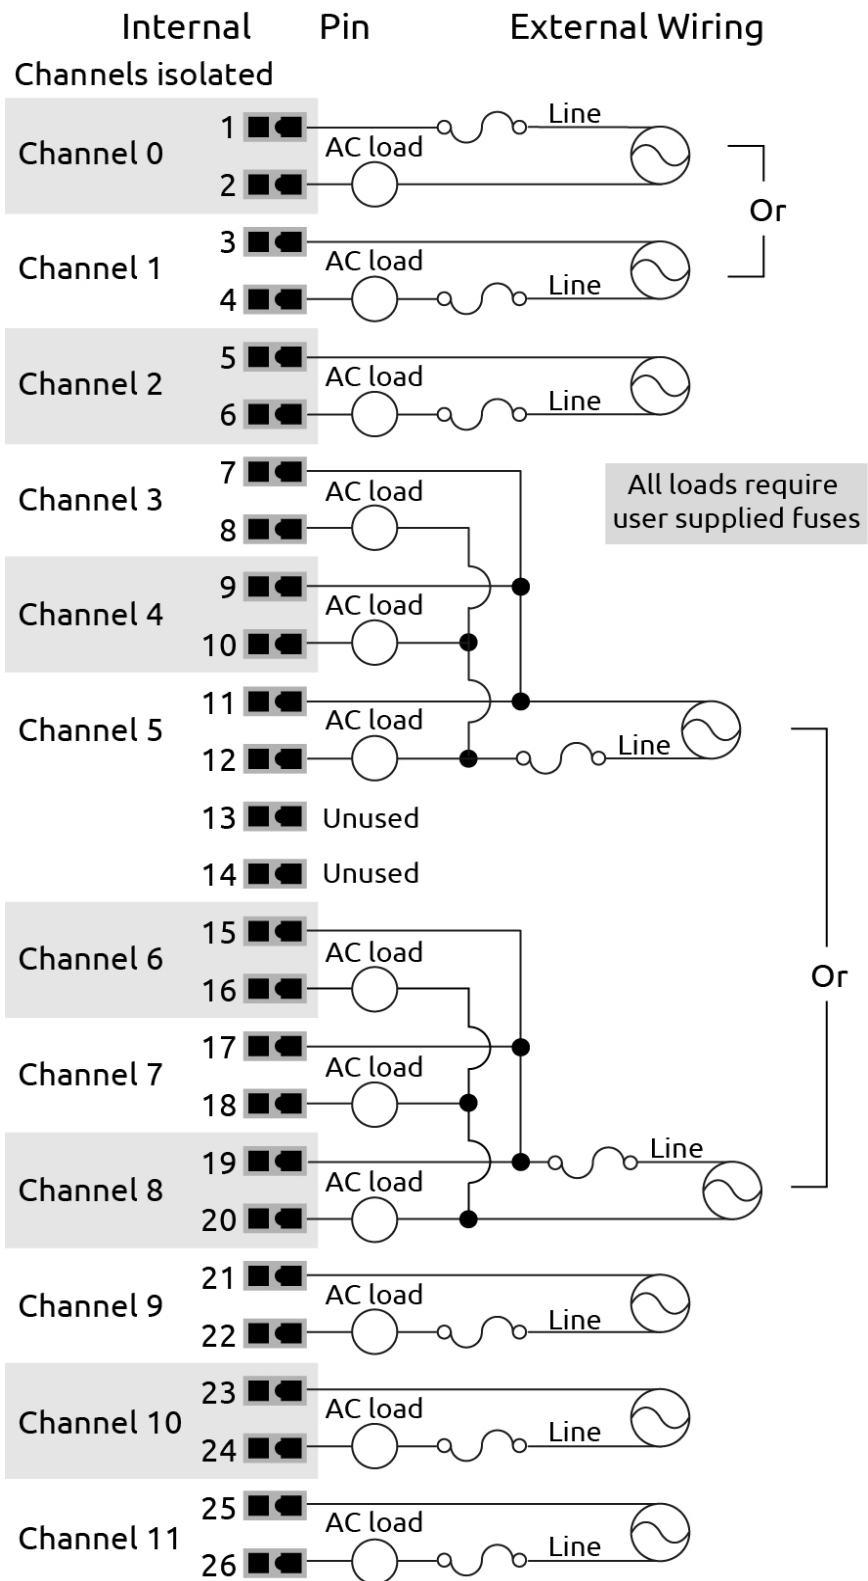 Internal Pin External Wiring
Channels isolated
1 Line
Channel 0 AC load
2
Or
3
Channel 1 AC load
4 Line
5
Channel 2 AC load
6 Line
7
Channel 3 AC load
8
All loads require
user supplied fuses
9
Channel 4 AC load
10
11
Channel 5 AC load
12 Line
13 Unused
14 Unused
15
Channel 6 AC load
16
Or
17
Channel 7 AC load
18
19 Line
Channel 8 AC load
20
21
Channel 9 AC load
22 Line
23
Channel 10 AC load
24 Line
25
Channel 11 AC load
26 Line